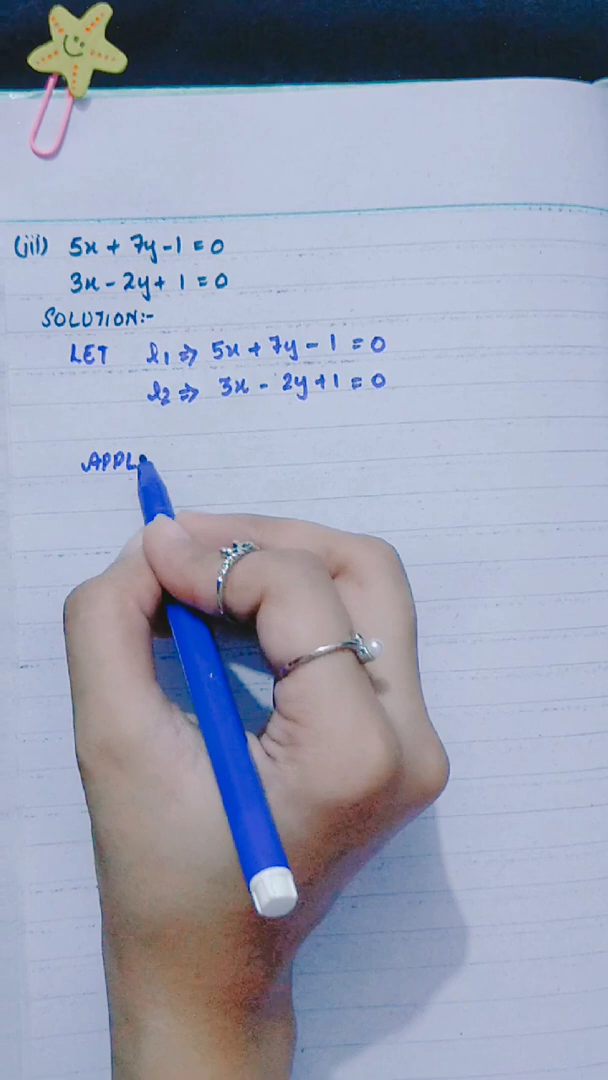 (iii) 5x + 7y - 1 = 0
3x - 2y + 1 = 0
SOLUTION:-
LET l₁ ⇒ 5x + 7y - 1 = 0
l₂ ⇒ 3x - 2y + 1 = 0
APPL